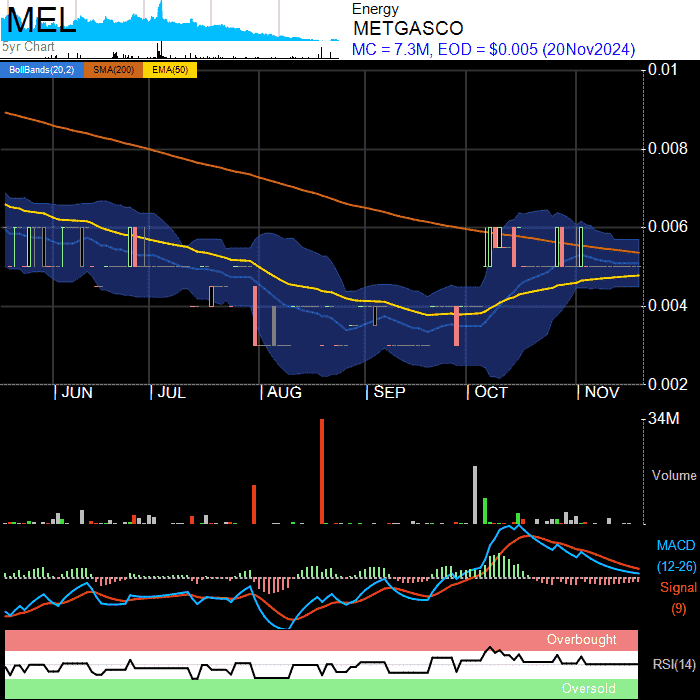 MEL
5yr Chart
Energy
METGASCO
MC = 7.3M, EOD = $0.005 (20Nov2024)
BollBands(20,2) SMA(200) EMA(50)
0.01
0.008
0.006
0.004
0.002
JUN JUL AUG SEP OCT NOV
34M
Volume
MACD
(12-26)
Signal
(9)
Overbought
RSI(14)
Oversold